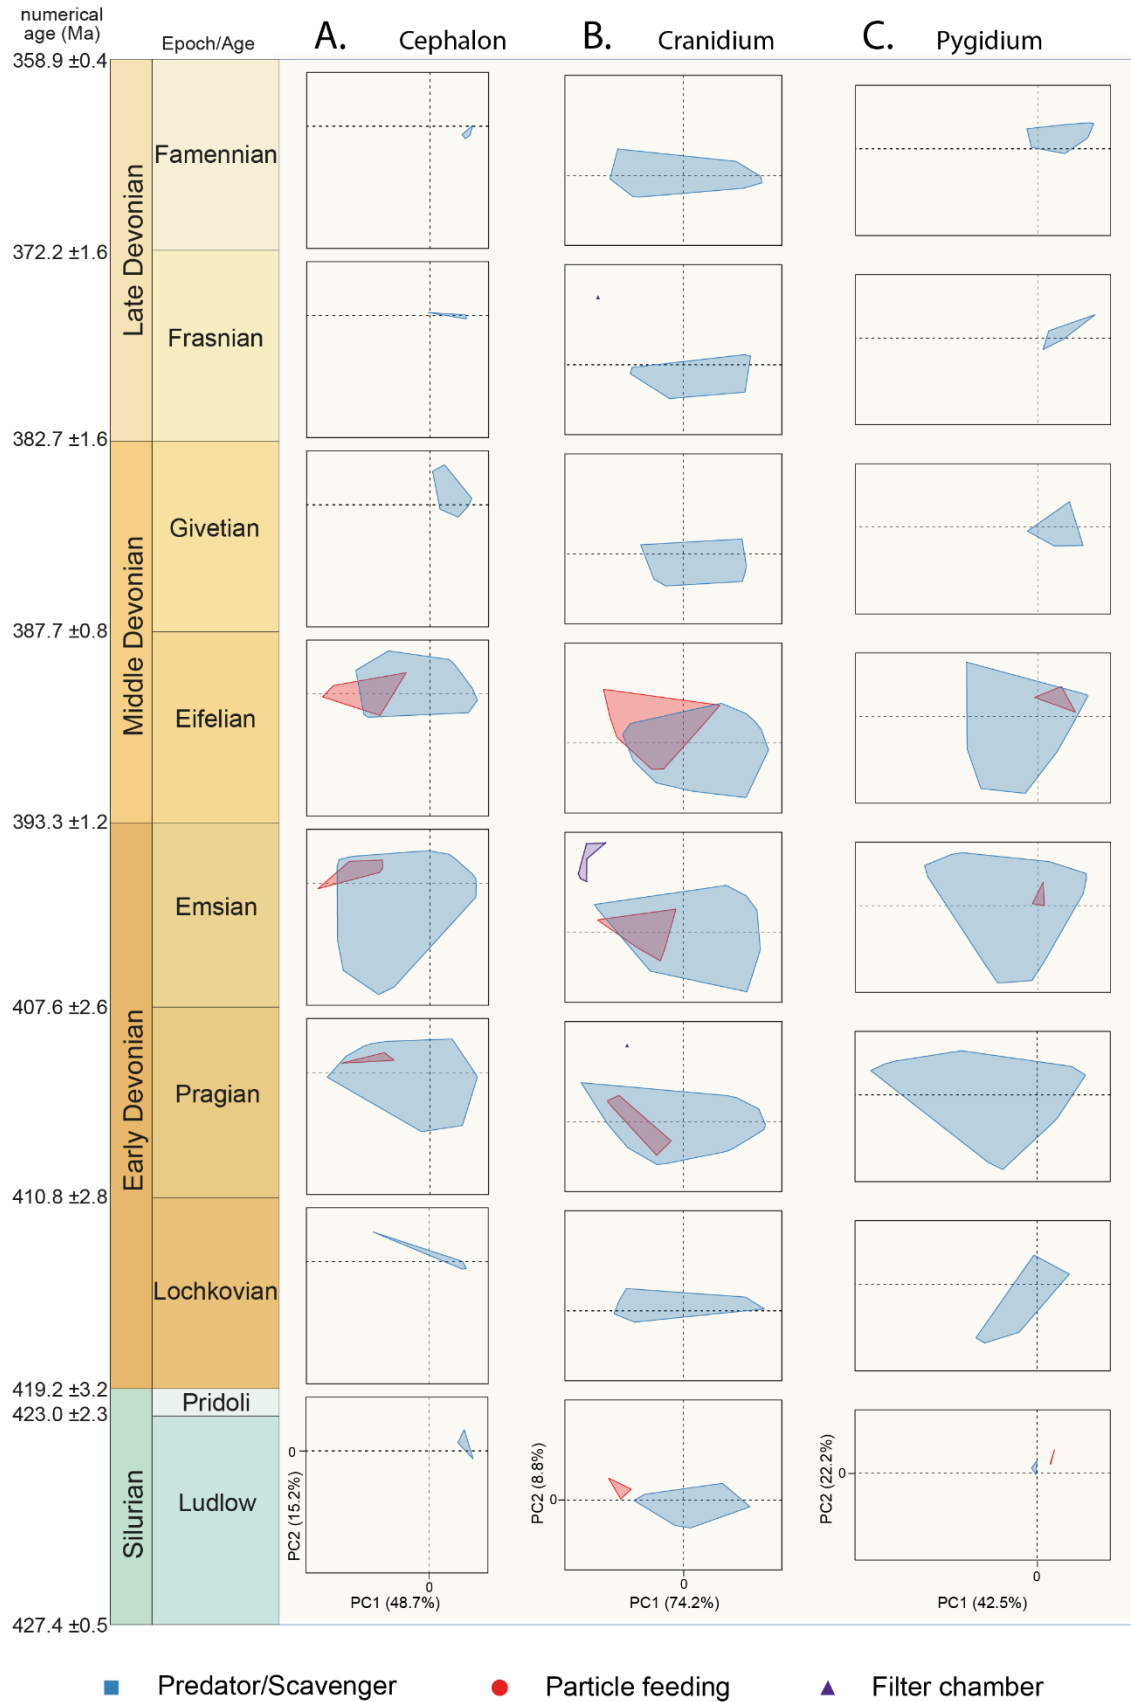 numerical
age (Ma)
Epoch/Age
A. Cephalon
B. Cranidium
C. Pygidium
358.9 ±0.4
Late Devonian
Famennian
372.2 ±1.6
Frasnian
382.7 ±1.6
Middle Devonian
Givetian
387.7 ±0.8
Eifelian
393.3 ±1.2
Early Devonian
Emsian
407.6 ±2.6
Pragian
410.8 ±2.8
Lochkovian
419.2 ±3.2
Silurian
Pridoli
423.0 ±2.3
Ludlow
427.4 ±0.5
0
PC2 (15.2%)
0
PC1 (48.7%)
0
PC2 (8.8%)
0
PC1 (74.2%)
0
PC2 (22.2%)
0
PC1 (42.5%)
Predator/Scavenger
Particle feeding
Filter chamber